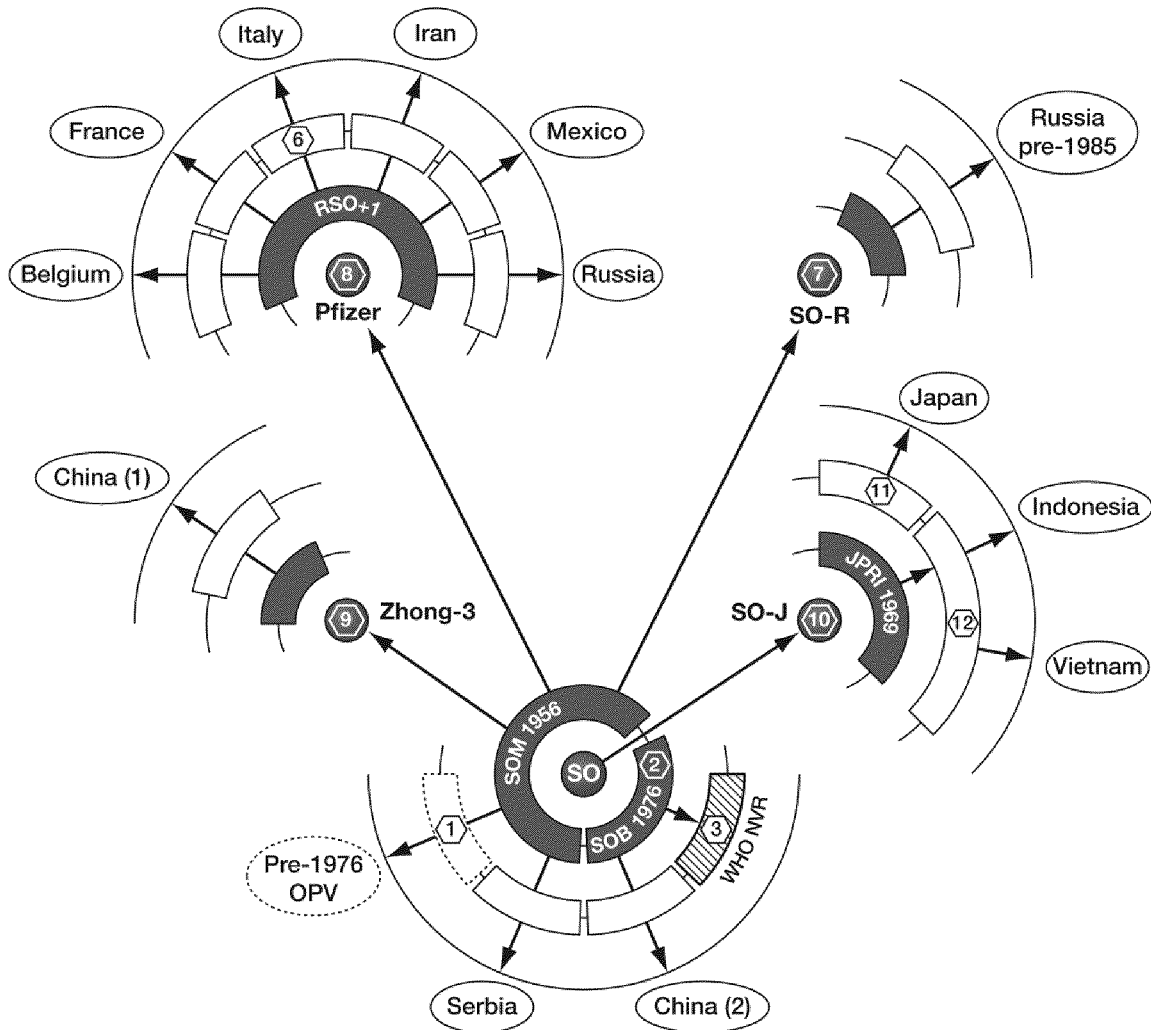 Italy
Iran
France
6
Mexico
RSO+1
Belgium
8
Russia
Pfizer
Russia
pre-1985
7
SO-R
Japan
China (1)
11
Indonesia
JPRI 1969
9
Zhong-3
SO-J
10
12
Vietnam
SOM 1956
SO
2
SOB 1976
1
3
WHO NVR
Pre-1976
OPV
Serbia
China (2)